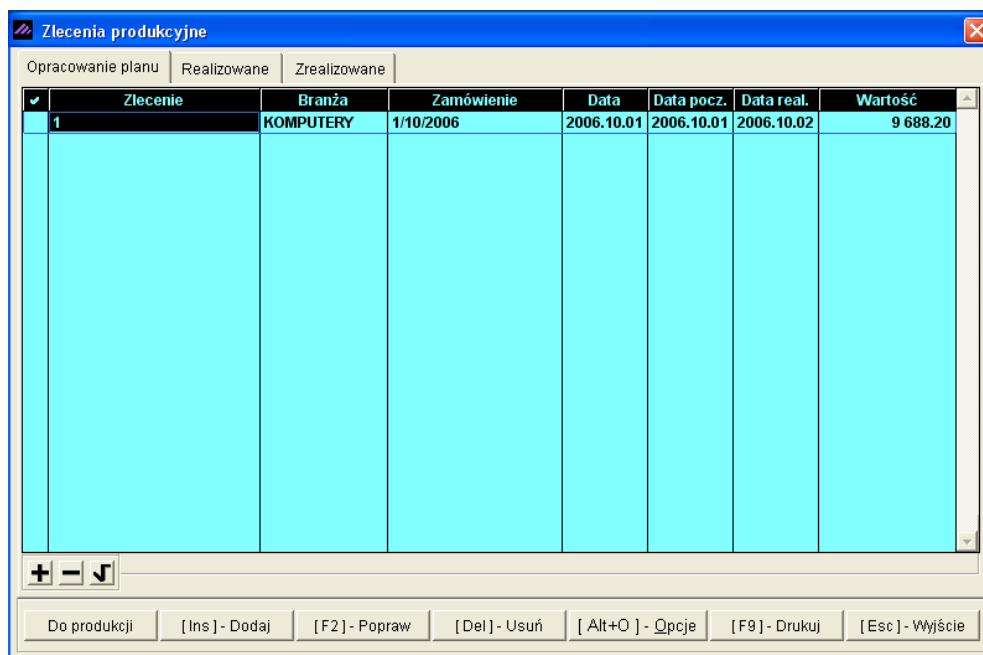 Zlecenia produkcyjne
Opracowanie planu Realizowane Zrealizowane
Zlecenie Branża Zamówienie Data Data pocz. Data real. Wartość
1 KOMPUTERY 1/10/2006 2006.10.01 2006.10.01 2006.10.02 9 688.20
Do produkcji [ Ins ] - Dodaj [ F2 ] - Popraw [ Del ] - Usuń [ Alt+O ] - Opcje [ F9 ] - Drukuj [ Esc ] - Wyjście